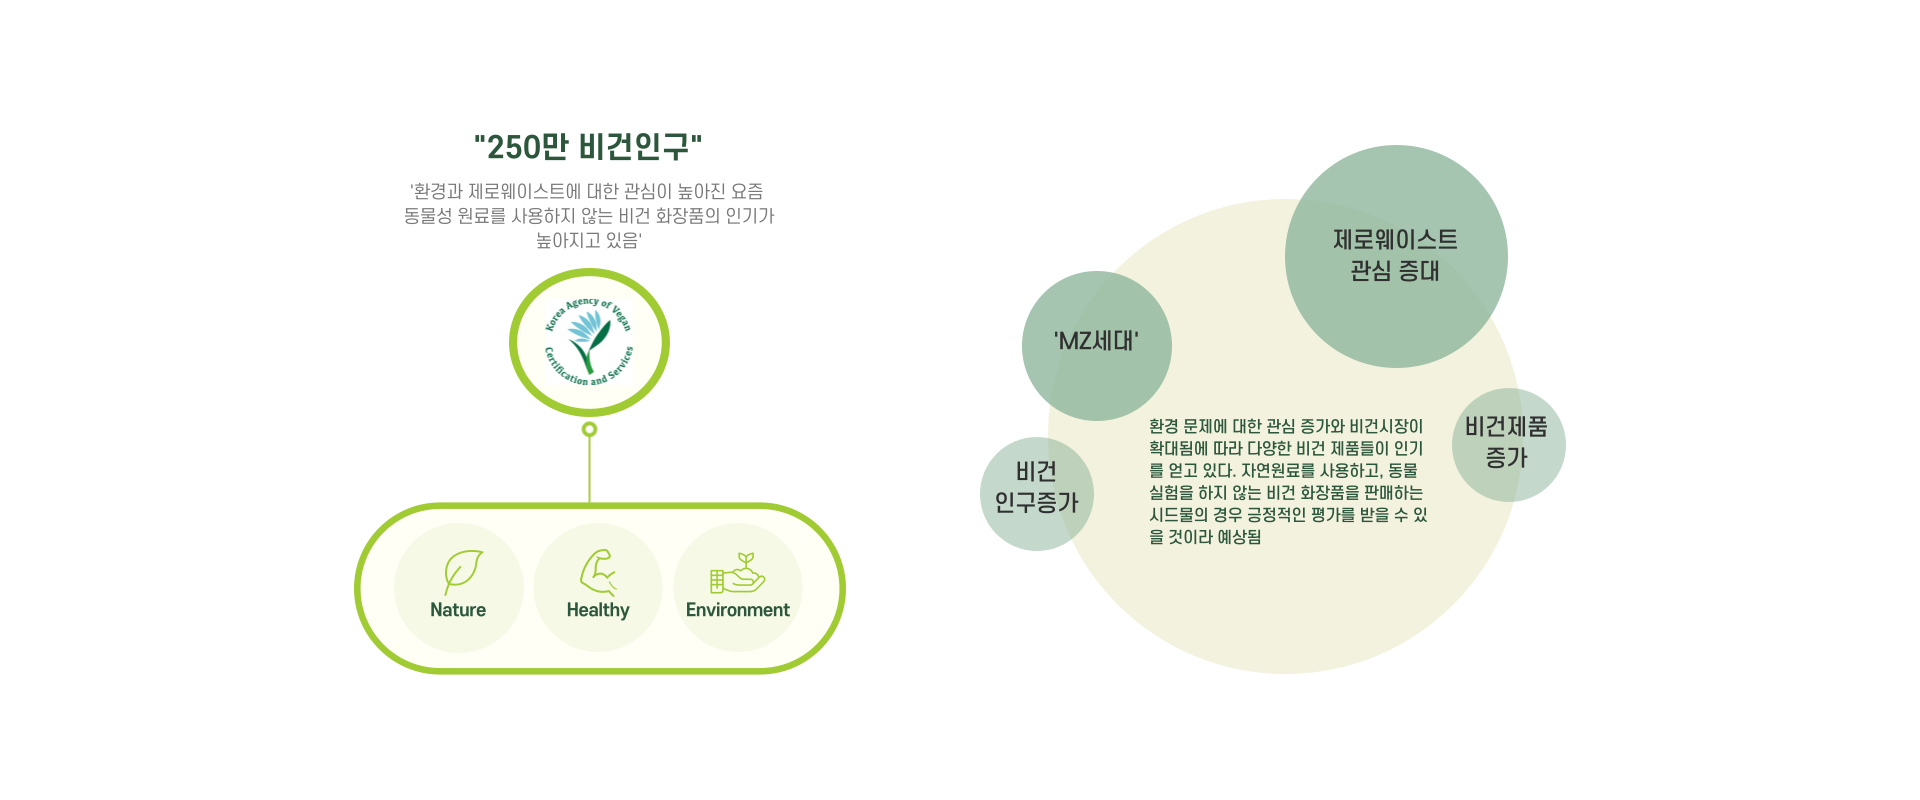 "250만 비건인구"
'환경과 제로웨이스트에 대한 관심이 높아진 요즘
동물성 원료를 사용하지 않는 비건 화장품의 인기가
높아지고 있음'
Korea Agency of Vegan
Certification and Services
Nature
Healthy
Environment
제로웨이스트
관심 증대
'MZ세대'
비건제품
증가
비건
인구증가
환경 문제에 대한 관심 증가와 비건시장이
확대됨에 따라 다양한 비건 제품들이 인기
를 얻고 있다. 자연원료를 사용하고, 동물
실험을 하지 않는 비건 화장품을 판매하는
시드물의 경우 긍정적인 평가를 받을 수 있
을 것이라 예상됨